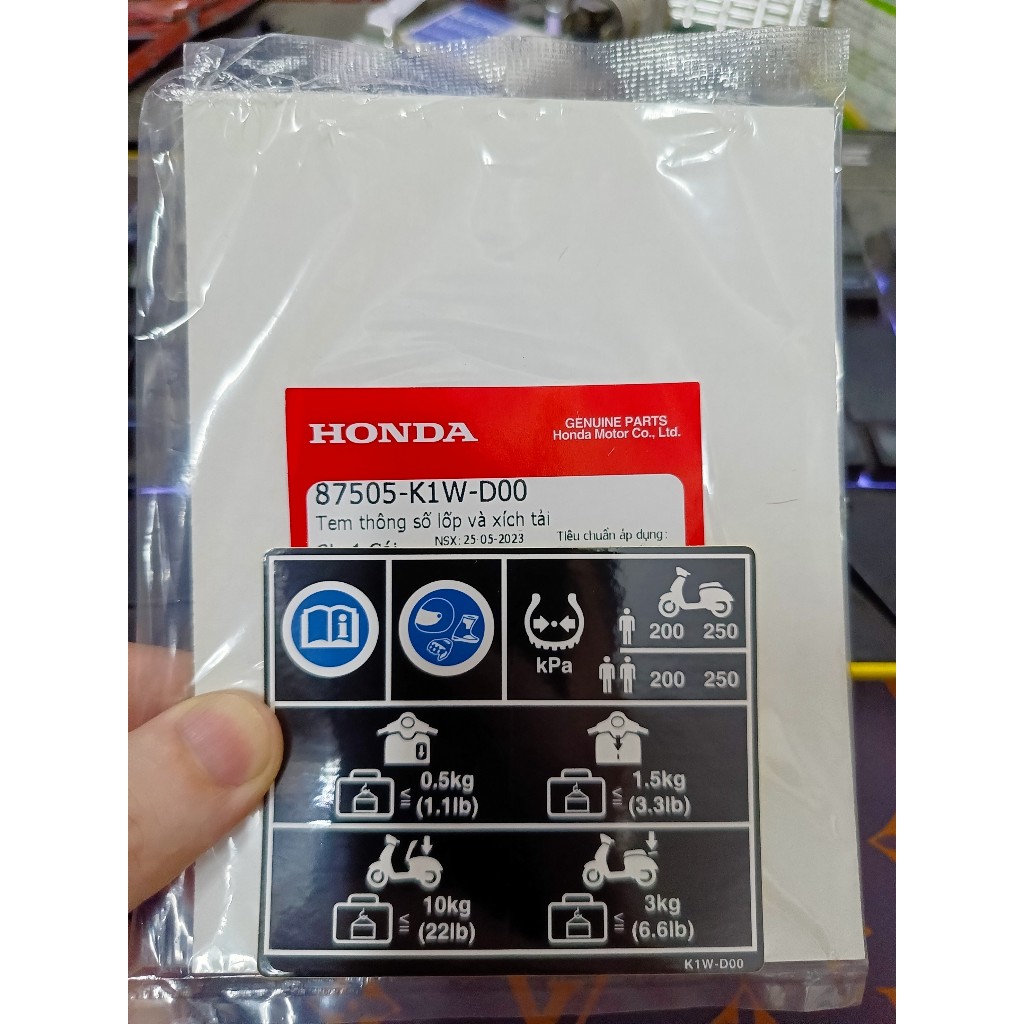 HONDA
GENUINE PARTS
Honda Motor Co., Ltd.
87505-K1W-D00
Tem thông số lốp và xích tải
NSX: 25-05-2023
Tiêu chuẩn áp dụng:
kPa
200 250
200 250
≤ 0.5kg
(1.1lb)
≤ 1.5kg
(3.3lb)
≤ 10kg
(22lb)
≤ 3kg
(6.6lb)
K1W-D00